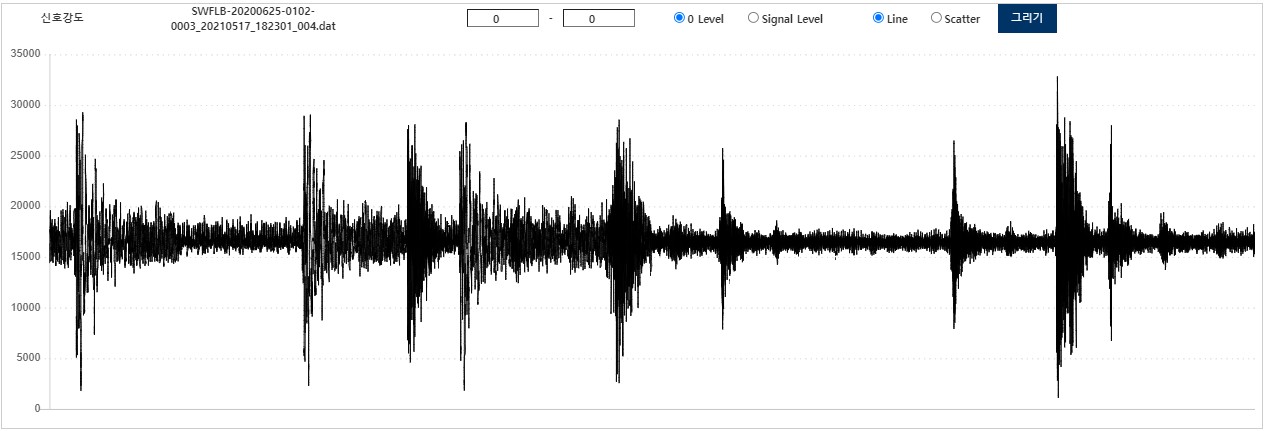 신호강도
SWFLB-20200625-0102-
0003_20210517_182301_004.dat
0 - 0
0 Level Signal Level
Line Scatter
그리기
35000
30000
25000
20000
15000
10000
5000
0